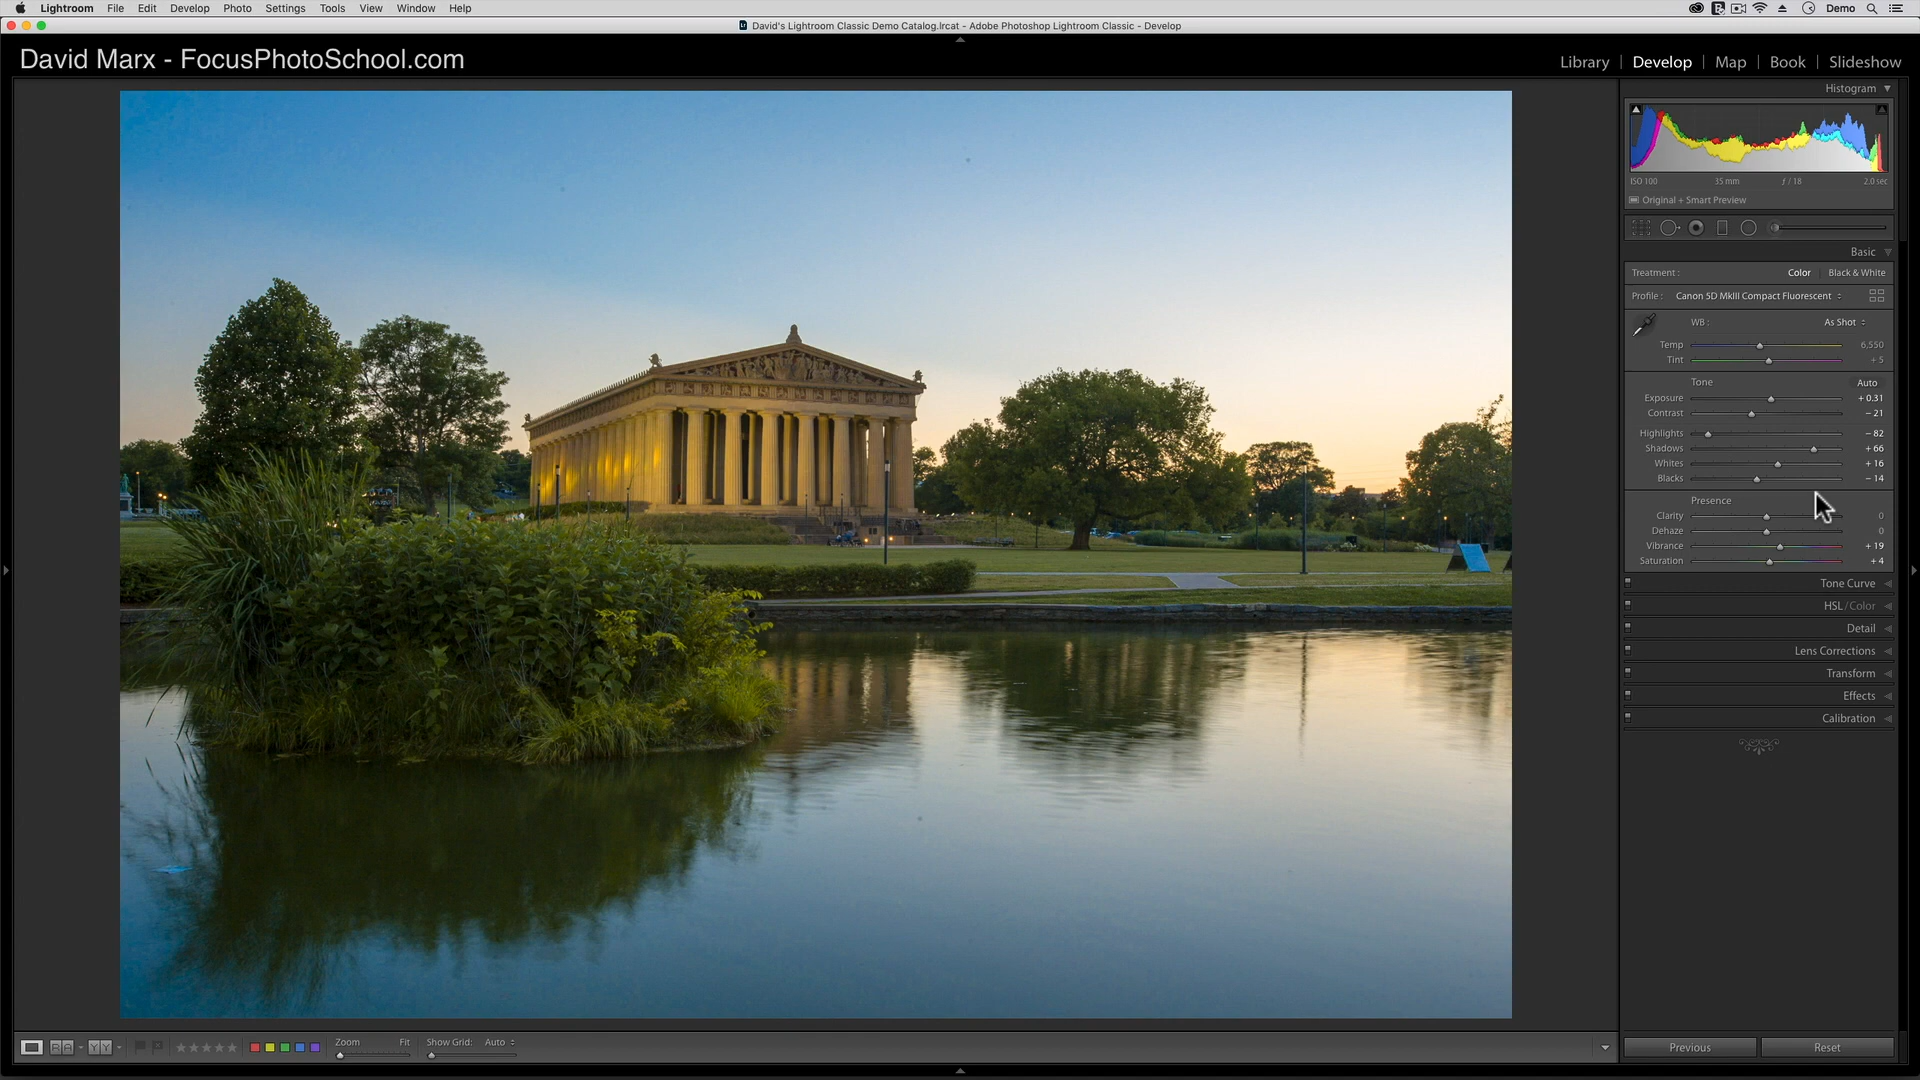 Lightroom File Edit Develop Photo Settings Tools View Window Help Demo
David's Lightroom Classic Demo Catalog.lrcat - Adobe Photoshop Lightroom Classic - Develop
David Marx - FocusPhotoSchool.com
Library | Develop | Map | Book | Slideshow
Histogram
ISO 100 35 mm ƒ / 18 2.0 sec
Original + Smart Preview
Basic
Treatment : Color Black & White
Profile : Canon 5D MkIII Compact Fluorescent
WB : As Shot
Temp 6,550
Tint + 5
Tone Auto
Exposure + 0.31
Contrast – 21
Highlights – 82
Shadows + 66
Whites + 16
Blacks – 14
Presence
Clarity 0
Dehaze 0
Vibrance + 19
Saturation + 4
Tone Curve
HSL / Color
Detail
Lens Corrections
Transform
Effects
Calibration
Zoom Fit Show Grid: Auto
Previous Reset